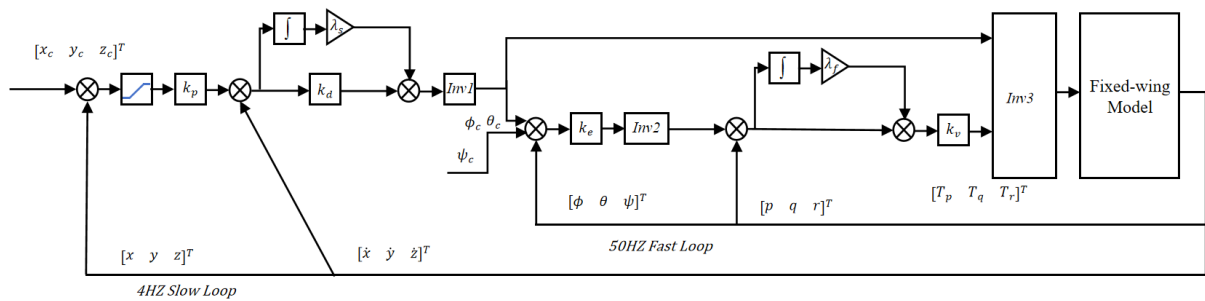 [x_c y_c z_c]^T
k_p
∫
λ_s
k_d
Inv1
ϕ_c θ_c
ψ_c
k_e
Inv2
∫
λ_f
k_v
Inv3
Fixed-wing
Model
[ϕ θ ψ]^T
[p q r]^T
[T_p T_q T_r]^T
50HZ Fast Loop
[x y z]^T
[ẋ ẏ ż]^T
4HZ Slow Loop